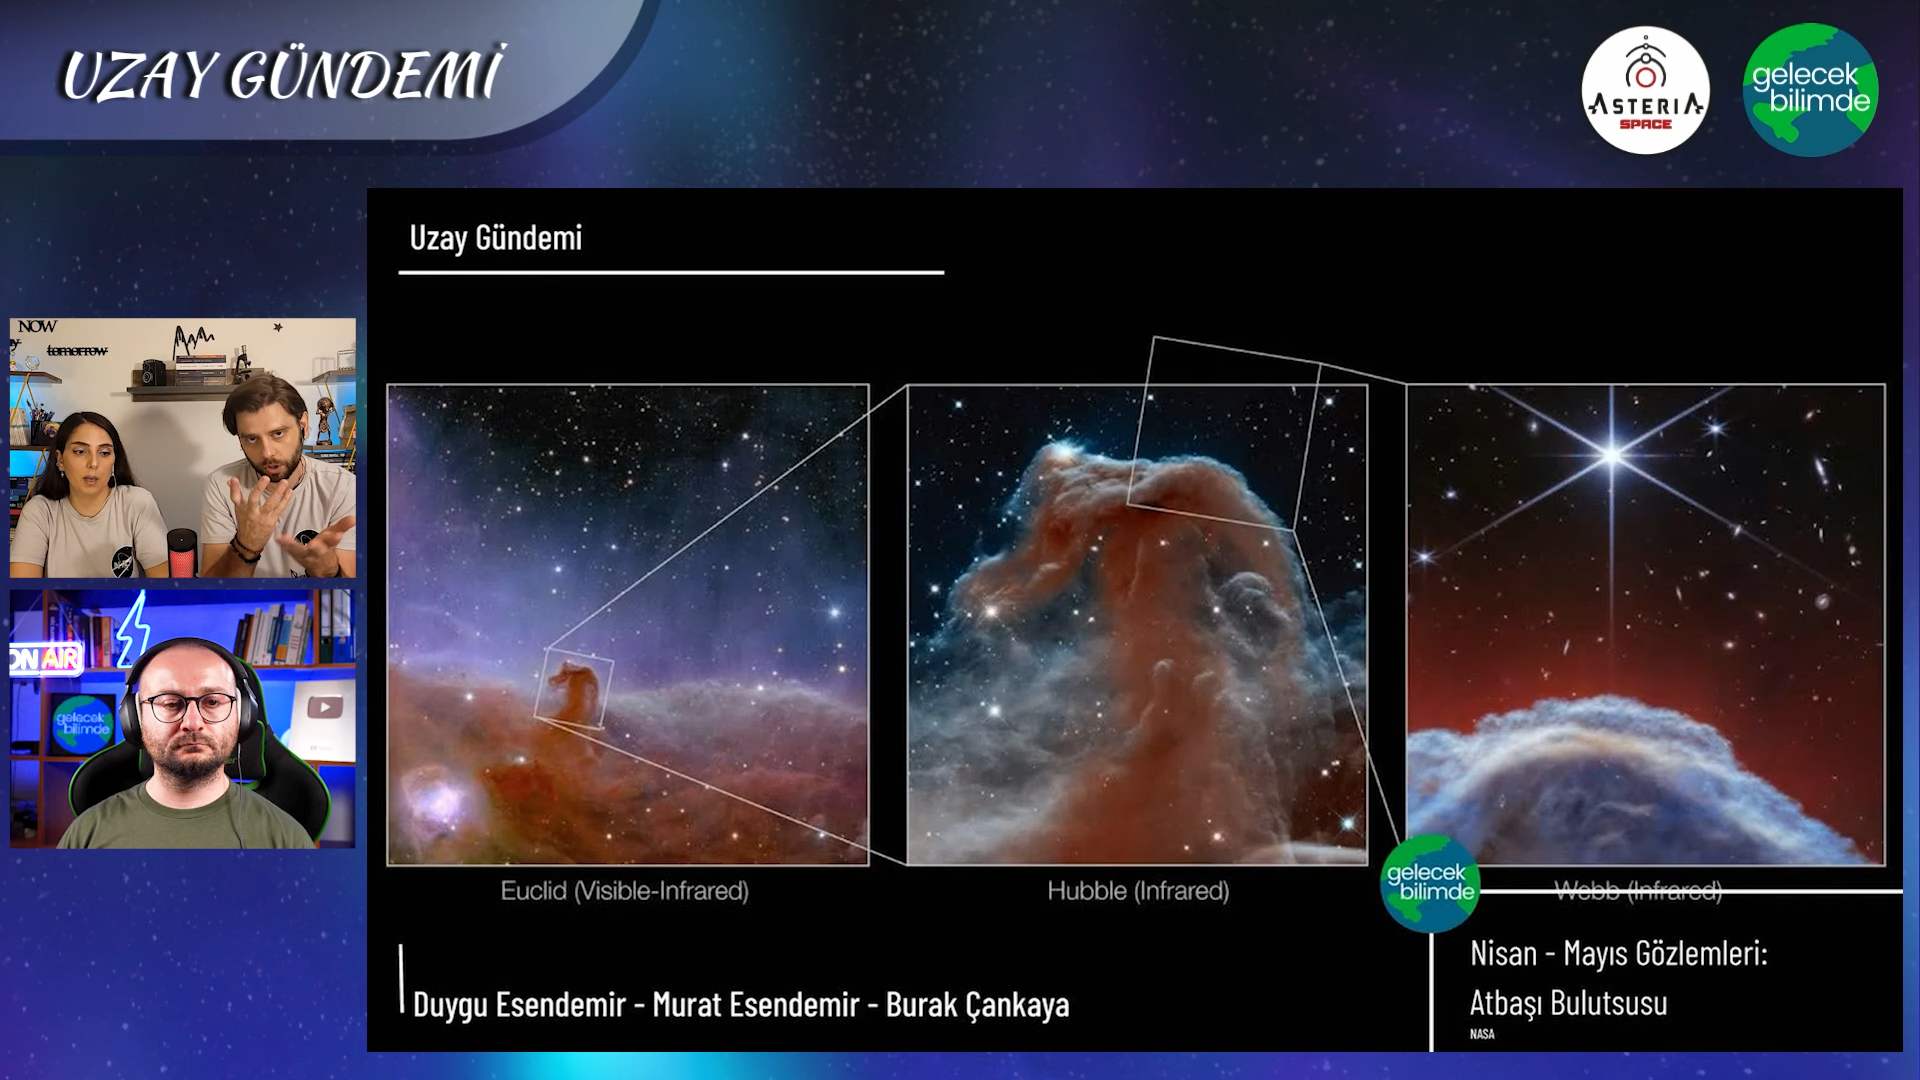 UZAY GÜNDEMİ
ASTERIA
SPACE
gelecek
bilimde
Uzay Gündemi
NOW
tomorrow
ON AIR
gelecek
bilimde
Euclid (Visible-Infrared)
Hubble (Infrared)
Webb (Infrared)
gelecek
bilimde
Nisan - Mayıs Gözlemleri:
Atbaşı Bulutsusu
NASA
Duygu Esendemir - Murat Esendemir - Burak Çankaya